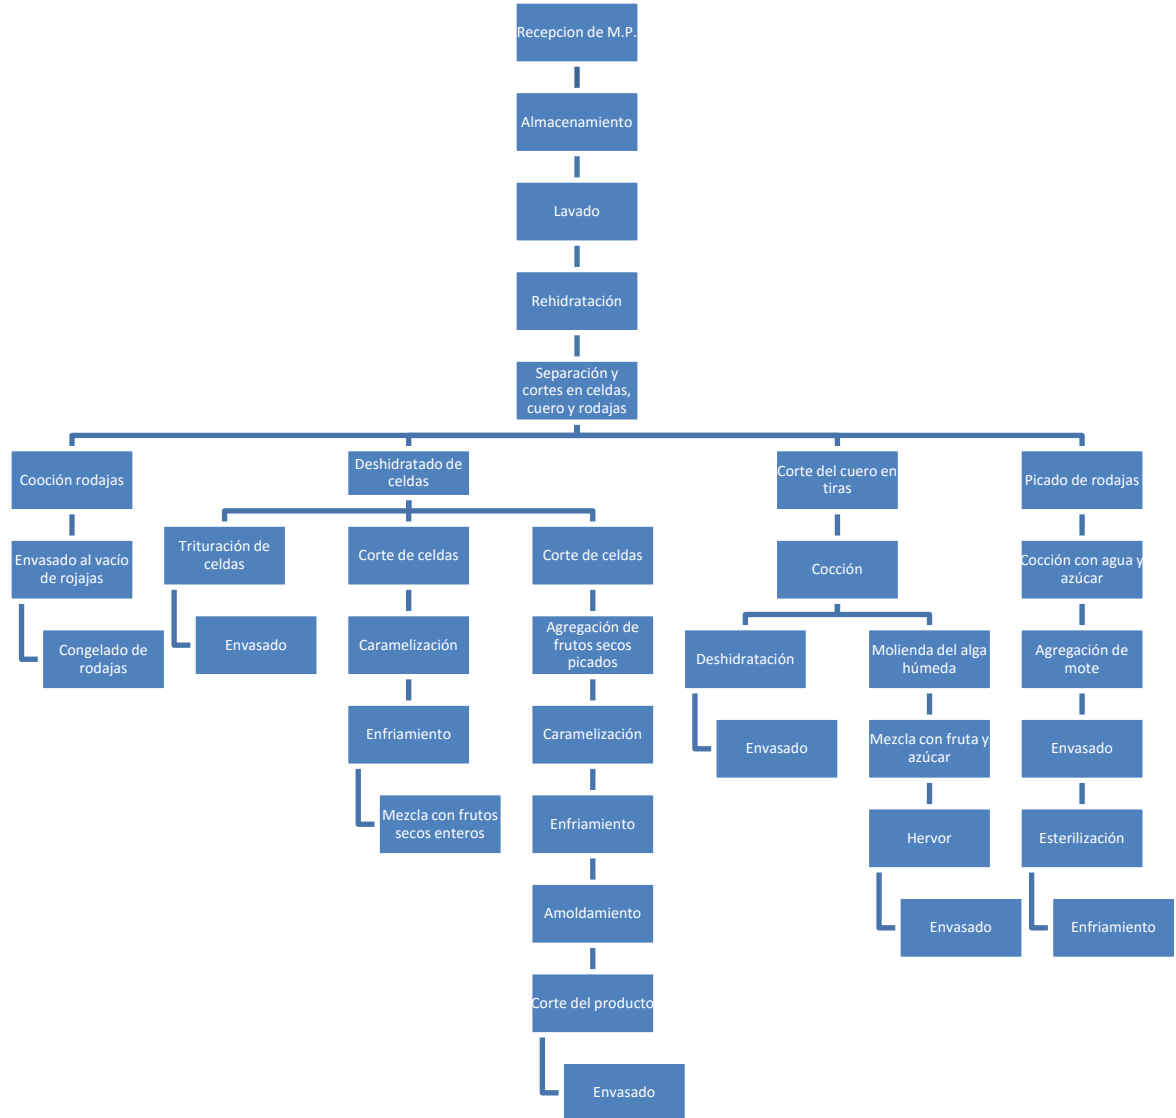 Recepcion de M.P.
Almacenamiento
Lavado
Rehidratación
Separación y
cortes en celdas,
cuero y rodajas
Cooción rodajas
Envasado al vacío
de rojajas
Congelado de
rodajas
Deshidratado de
celdas
Trituración de
celdas
Envasado
Corte de celdas
Caramelización
Enfriamiento
Mezcla con frutos
secos enteros
Corte de celdas
Agregación de
frutos secos
picados
Caramelización
Enfriamiento
Amoldamiento
Corte del producto
Envasado
Corte del cuero en
tiras
Cocción
Deshidratación
Envasado
Molienda del alga
húmeda
Mezcla con fruta y
azúcar
Hervor
Envasado
Picado de rodajas
Cocción con agua y
azúcar
Agregación de
mote
Envasado
Esterilización
Enfriamiento